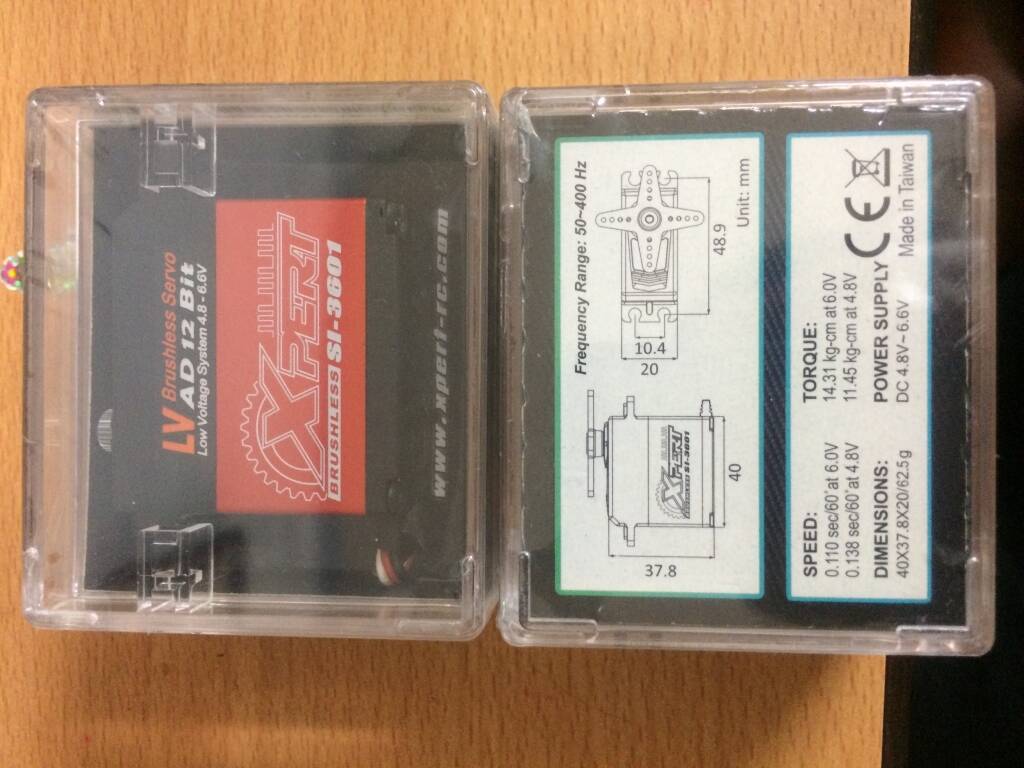 LV Brushless Servo
AD 12 Bit
Low Voltage System 4.8 - 6.6V
XPERT
BRUSHLESS SI-3601
www.xpert-rc.com
Frequency Range: 50~400 Hz
37.8
XPERT
BRUSHLESS SI-3601
40
10.4
20
48.9
Unit: mm
SPEED:
0.110 sec/60° at 6.0V
0.138 sec/60° at 4.8V
DIMENSIONS:
40X37.8X20/62.5g
TORQUE:
14.31 kg-cm at 6.0V
11.45 kg-cm at 4.8V
POWER SUPPLY
DC 4.8V~ 6.6V
CE
Made in Taiwan